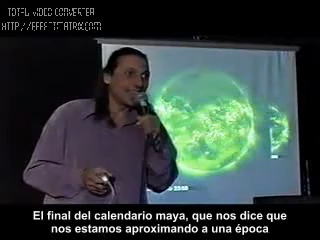 TOTAL VIDEO CONVERTER
HTTP://EFFECTMATRIX.COM
El final del calendario maya, que nos dice que
nos estamos aproximando a una época